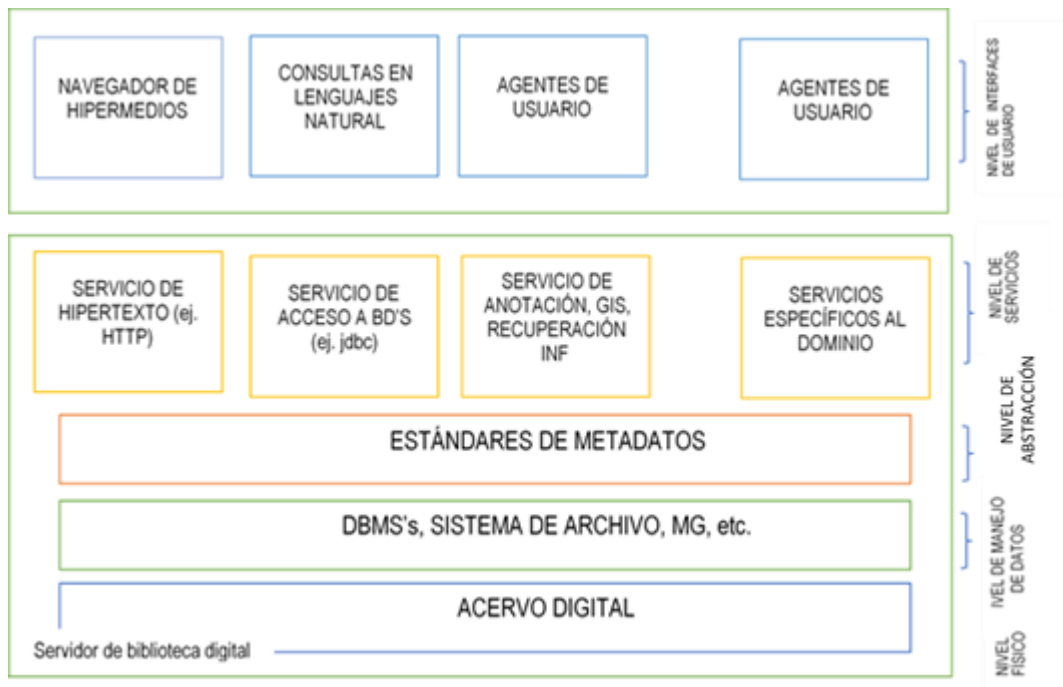 NAVEGADOR DE
HIPERMEDIOS
CONSULTAS EN
LENGUAJES
NATURAL
AGENTES DE
USUARIO
AGENTES DE
USUARIO
NIVEL DE INTERFACES
DE USUARIO
SERVICIO DE
HIPERTEXTO (ej.
HTTP)
SERVICIO DE
ACCESO A BD'S
(ej. jdbc)
SERVICIO DE
ANOTACIÓN, GIS,
RECUPERACIÓN
INF
SERVICIOS
ESPECÍFICOS AL
DOMINIO
NIVEL DE
SERVICIOS
ESTÁNDARES DE METADATOS
NIVEL DE
ABSTRACCIÓN
DBMS's, SISTEMA DE ARCHIVO, MG, etc.
IVEL DE MANEJO
DE DATOS
ACERVO DIGITAL
Servidor de biblioteca digital
NIVEL
FÍSICO